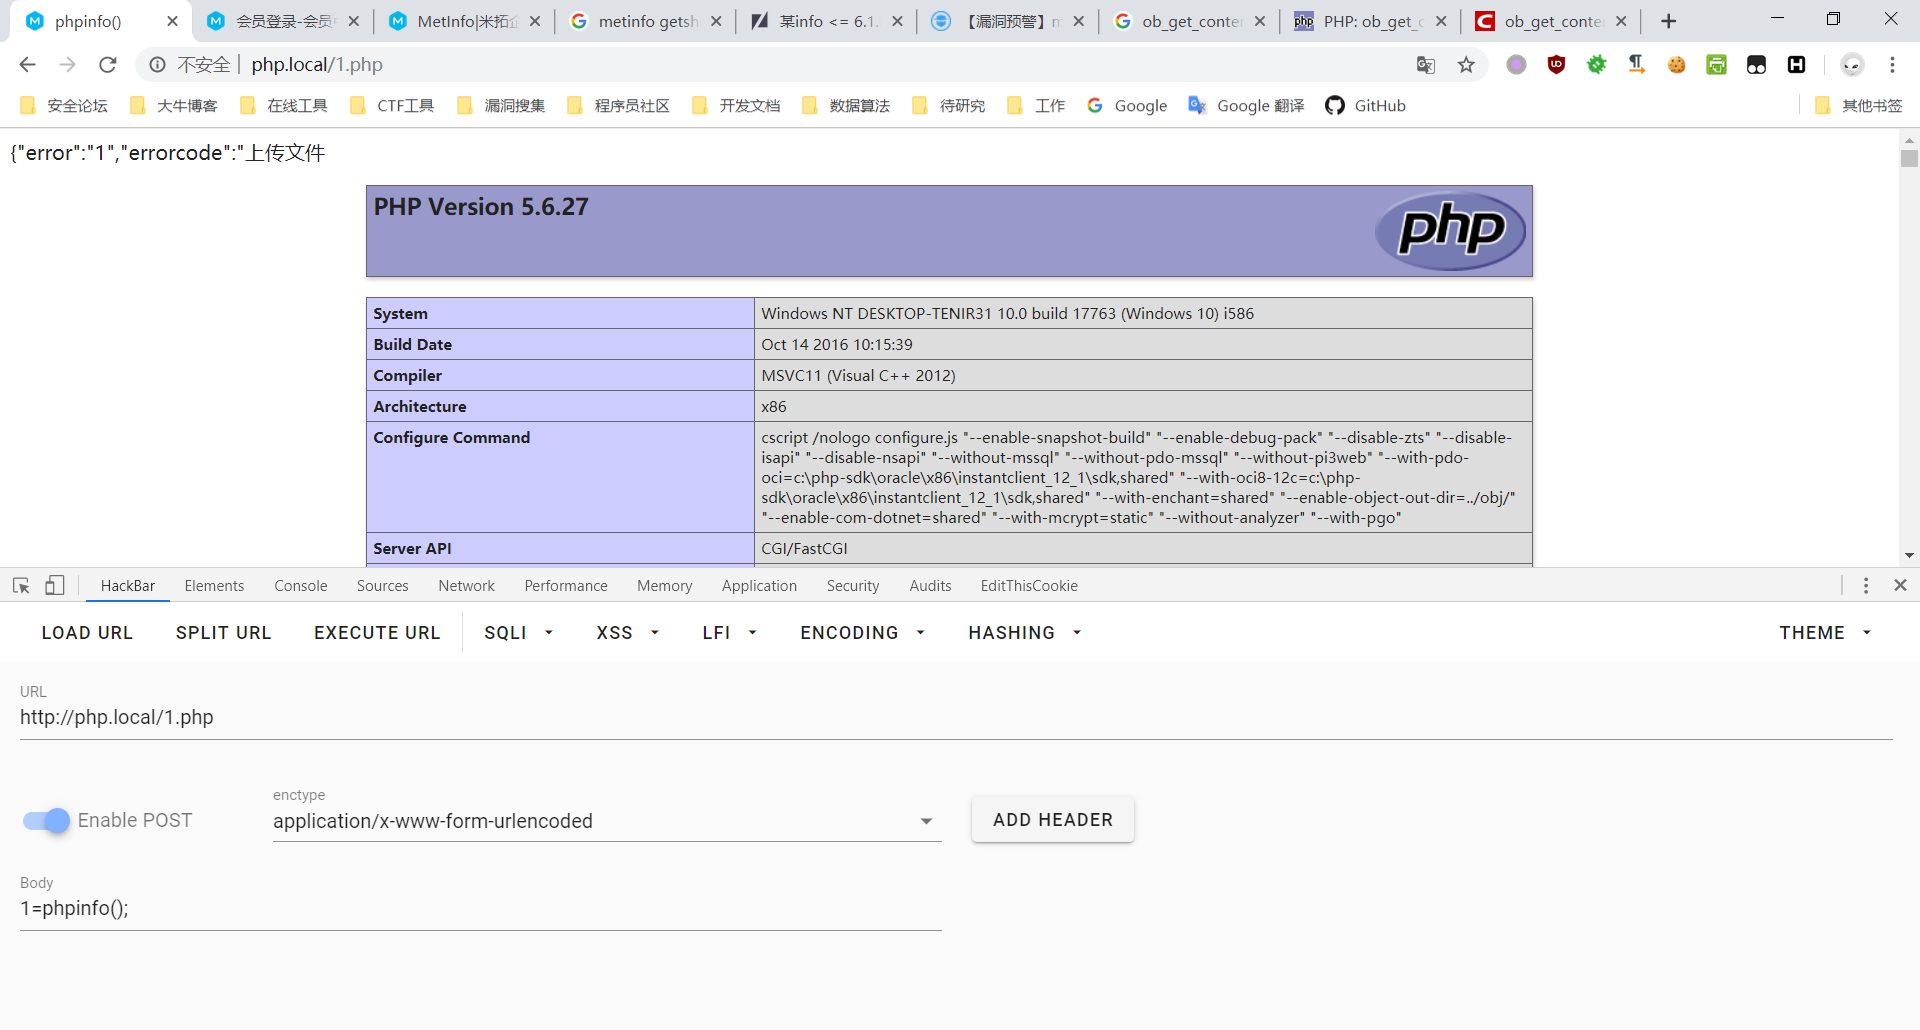 phpinfo()
会员登录-会员
MetInfo|米拓
metinfo getsh
某info <= 6.1.
【漏洞预警】m
ob_get_conte
PHP: ob_get_c
ob_get_conte
不安全 | php.local/1.php
安全论坛
大牛博客
在线工具
CTF工具
漏洞搜集
程序员社区
开发文档
数据算法
待研究
工作
Google
Google 翻译
GitHub
其他书签
{"error":"1","errorcode":"上传文件
PHP Version 5.6.27
php
System Windows NT DESKTOP-TENIR31 10.0 build 17763 (Windows 10) i586
Build Date Oct 14 2016 10:15:39
Compiler MSVC11 (Visual C++ 2012)
Architecture x86
Configure Command cscript /nologo configure.js "--enable-snapshot-build" "--enable-debug-pack" "--disable-zts" "--disable-
isapi" "--disable-nsapi" "--without-mssql" "--without-pdo-mssql" "--without-pi3web" "--with-pdo-
oci=c:\php-sdk\oracle\x86\instantclient_12_1\sdk,shared" "--with-oci8-12c=c:\php-
sdk\oracle\x86\instantclient_12_1\sdk,shared" "--with-enchant=shared" "--enable-object-out-dir=../obj/"
"--enable-com-dotnet=shared" "--with-mcrypt=static" "--without-analyzer" "--with-pgo"
Server API CGI/FastCGI
HackBar Elements Console Sources Network Performance Memory Application Security Audits EditThisCookie
LOAD URL SPLIT URL EXECUTE URL SQLI XSS LFI ENCODING HASHING THEME
URL
http://php.local/1.php
Enable POST
enctype
application/x-www-form-urlencoded
ADD HEADER
Body
1=phpinfo();